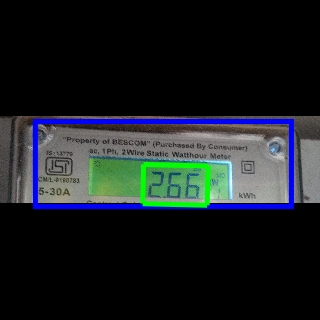 "Property of BESCOM" (Purchased By Consumer)
IS:13779
ac, 1Ph, 2Wire Static Watthour Meter
CM/L-9160783
5-30A
266
kWh